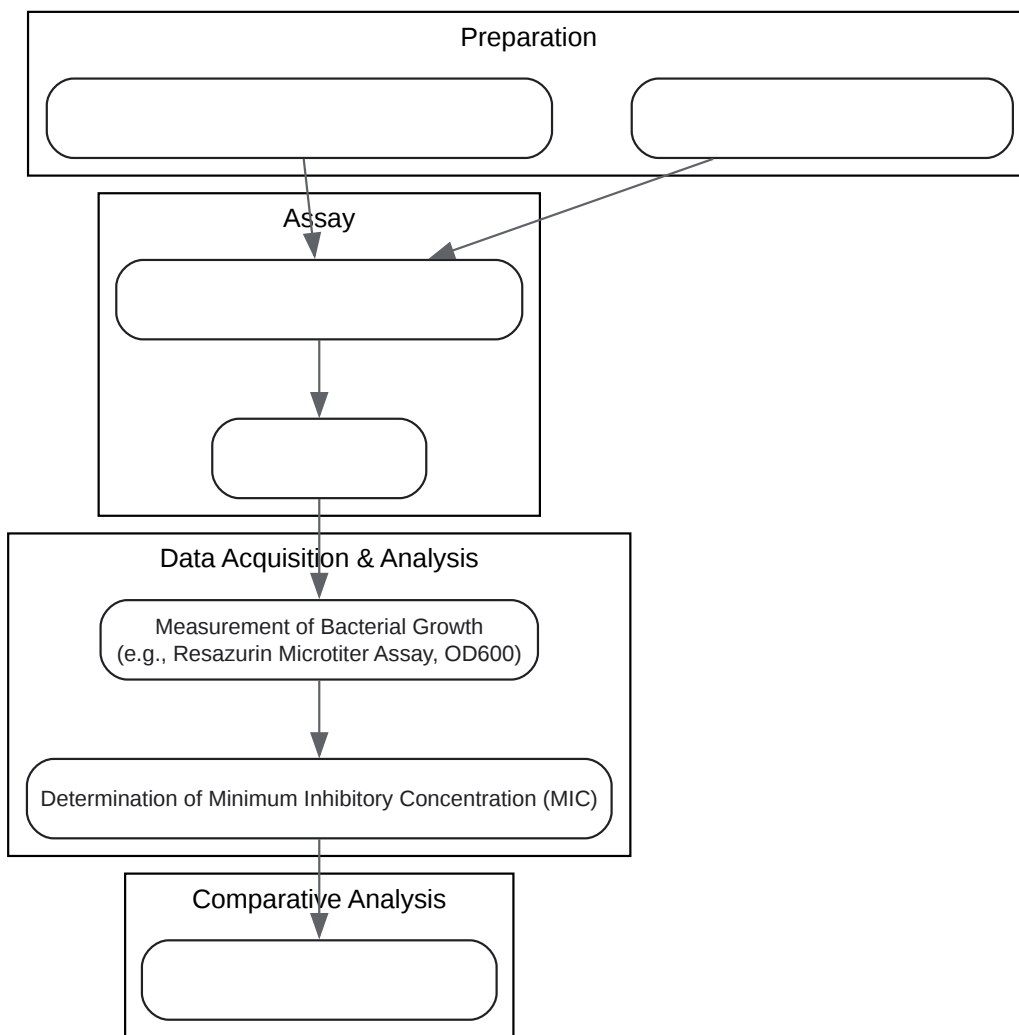 Preparation
Assay
Data Acquisition & Analysis
Measurement of Bacterial Growth
(e.g., Resazurin Microtiter Assay, OD600)
Determination of Minimum Inhibitory Concentration (MIC)
Comparative Analysis